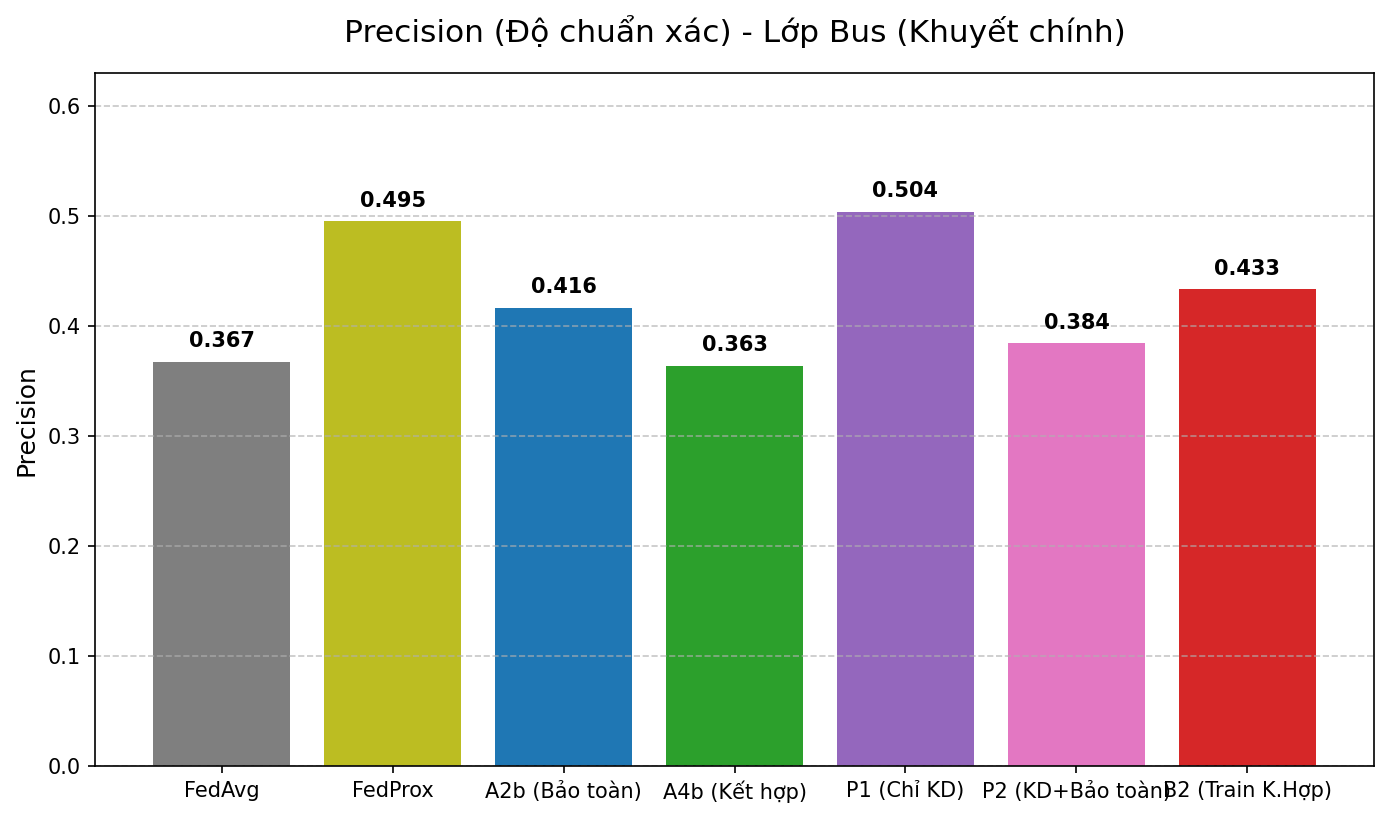 Precision (Độ chuẩn xác) - Lớp Bus (Khuyết chính)
Precision
0.6
0.5
0.4
0.3
0.2
0.1
0.0
0.367
0.495
0.416
0.363
0.504
0.384
0.433
FedAvg
FedProx
A2b (Bảo toàn)
A4b (Kết hợp)
P1 (Chỉ KD)
P2 (KD+Bảo toàn)
B2 (Train K.Hợp)